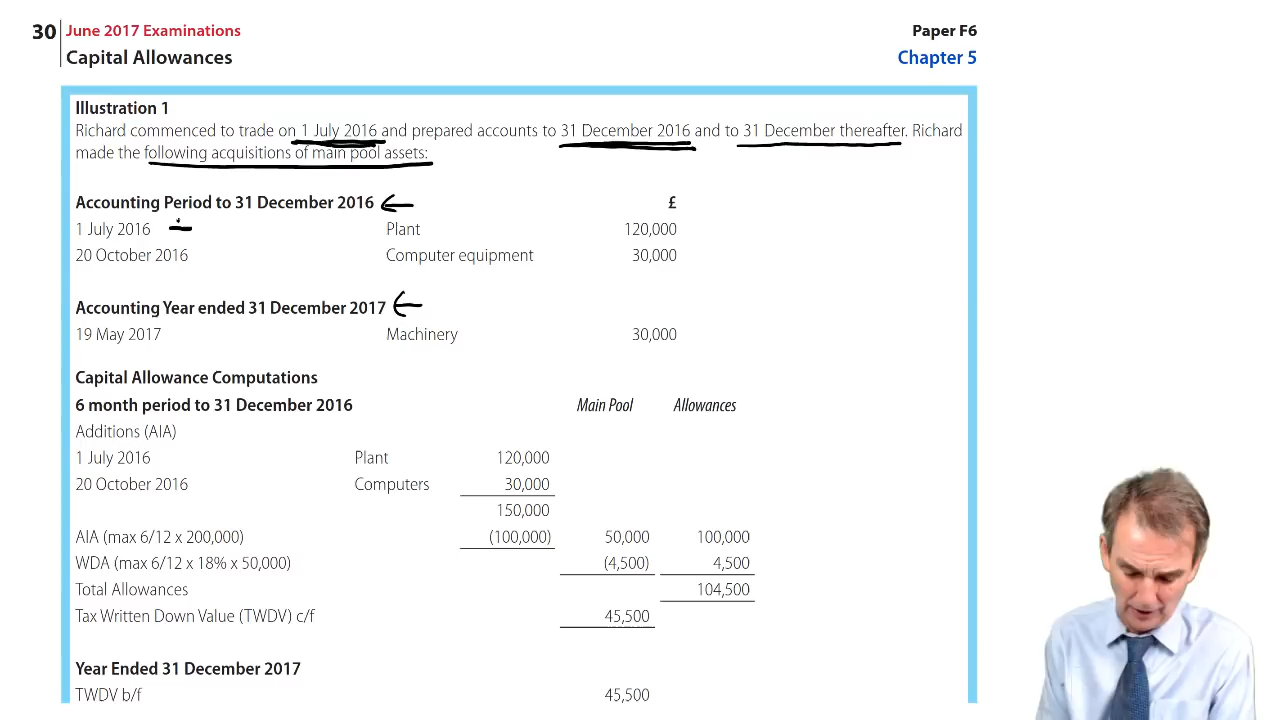 30 June 2017 Examinations Paper F6
Capital Allowances Chapter 5
Illustration 1
Richard commenced to trade on 1 July 2016 and prepared accounts to 31 December 2016 and to 31 December thereafter. Richard
made the following acquisitions of main pool assets:
Accounting Period to 31 December 2016 £
1 July 2016 Plant 120,000
20 October 2016 Computer equipment 30,000
Accounting Year ended 31 December 2017
19 May 2017 Machinery 30,000
Capital Allowance Computations
6 month period to 31 December 2016 Main Pool Allowances
Additions (AIA)
1 July 2016 Plant 120,000
20 October 2016 Computers 30,000
150,000
AIA (max 6/12 x 200,000) (100,000) 50,000 100,000
WDA (max 6/12 x 18% x 50,000) (4,500) 4,500
Total Allowances 104,500
Tax Written Down Value (TWDV) c/f 45,500
Year Ended 31 December 2017
TWDV b/f 45,500